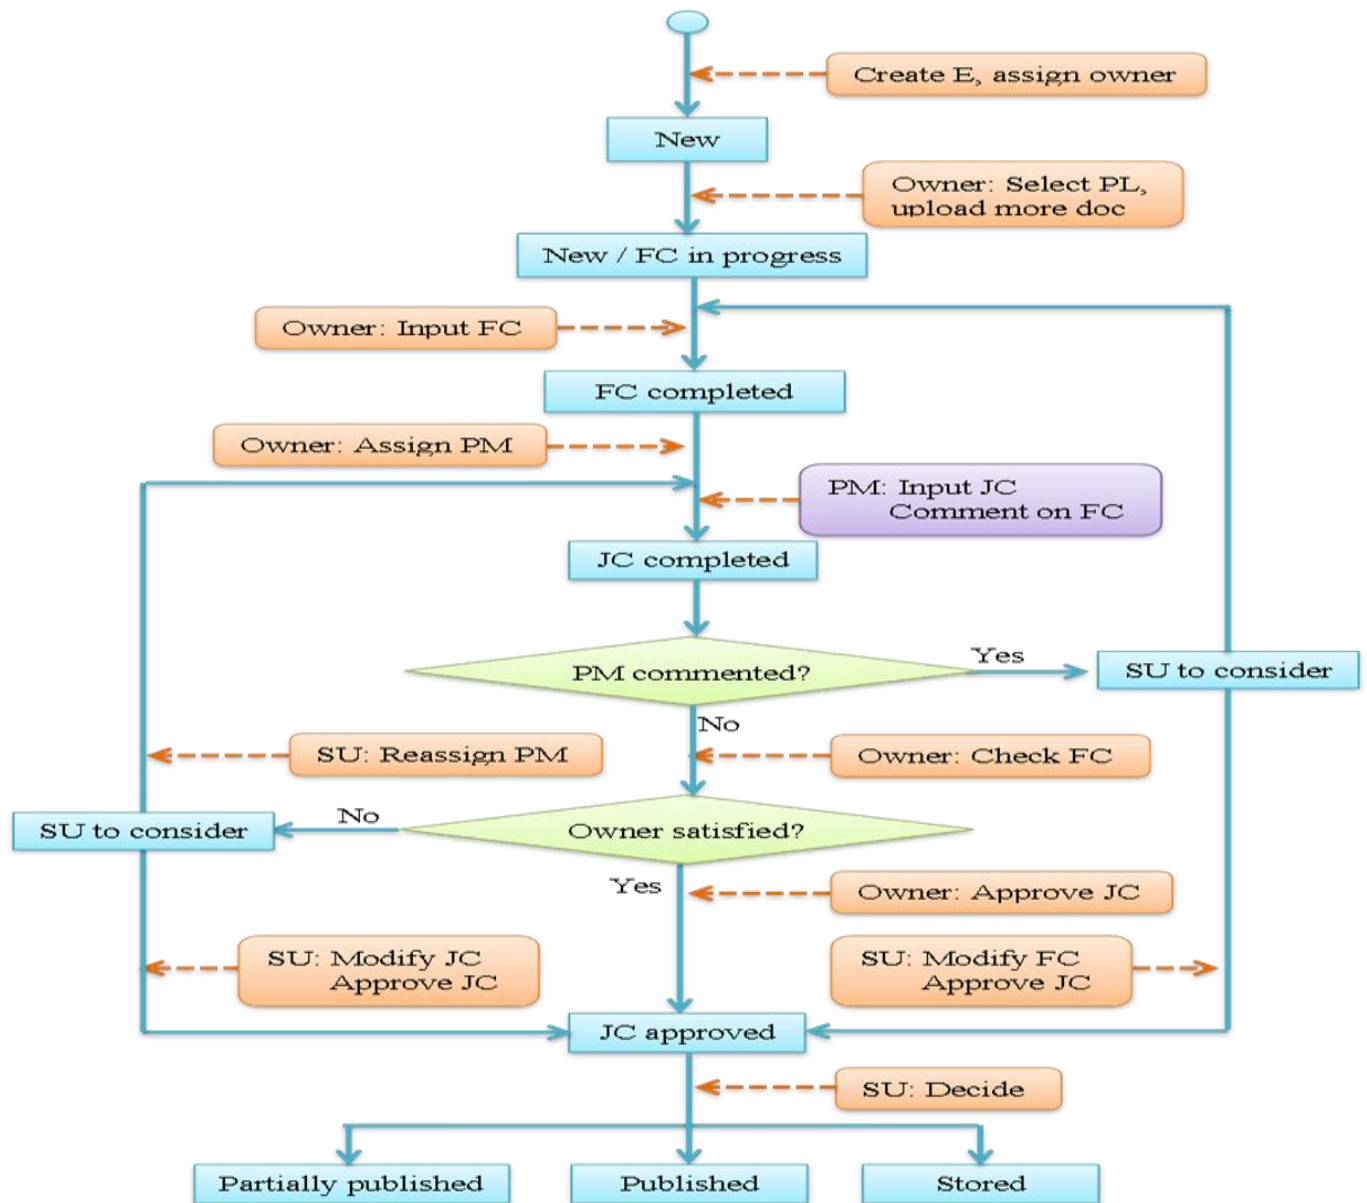 Create E, assign owner
New
Owner: Select PL,
upload more doc
New / FC in progress
Owner: Input FC
FC completed
Owner: Assign PM
PM: Input JC
Comment on FC
JC completed
PM commented?
Yes
SU to consider
No
SU: Reassign PM
Owner: Check FC
SU to consider
No
Owner satisfied?
Yes
Owner: Approve JC
SU: Modify JC
Approve JC
SU: Modify FC
Approve JC
JC approved
SU: Decide
Partially published
Published
Stored